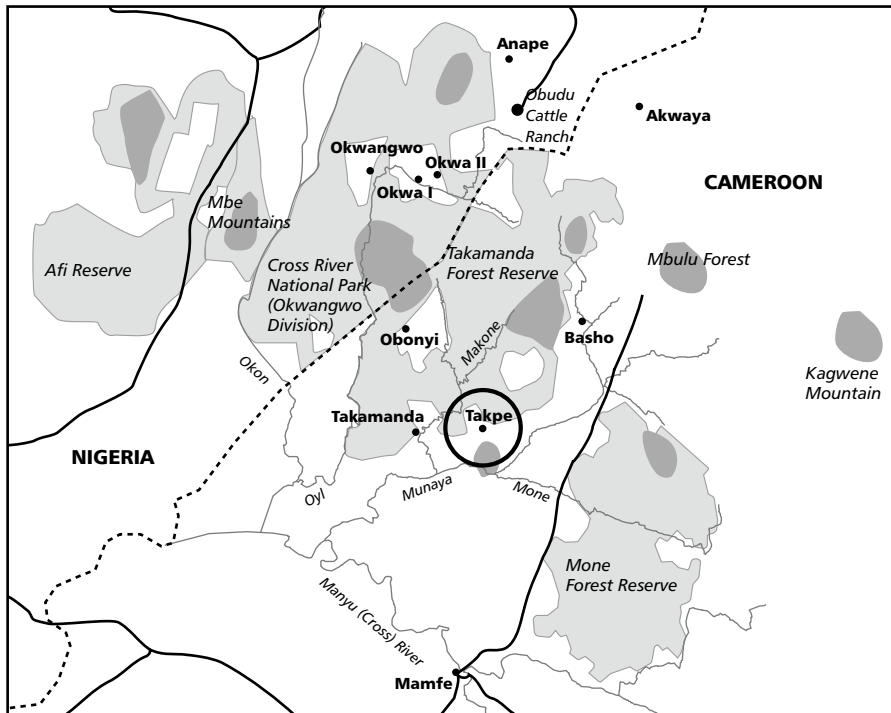 Anape
Obudu
Cattle
Ranch
Akwaya
Okwangwo
Okwa II
Okwa I
CAMEROON
Mbe
Mountains
Afi Reserve
Cross River
National Park
(Okwangwo
Division)
Takamanda
Forest Reserve
Mbulu Forest
Obonyi
Makone
Basho
Kagwene
Mountain
Okon
Takamanda
Takpe
NIGERIA
Oyl
Munaya
Mone
Mone
Forest Reserve
Manyu (Cross) River
Mamfe